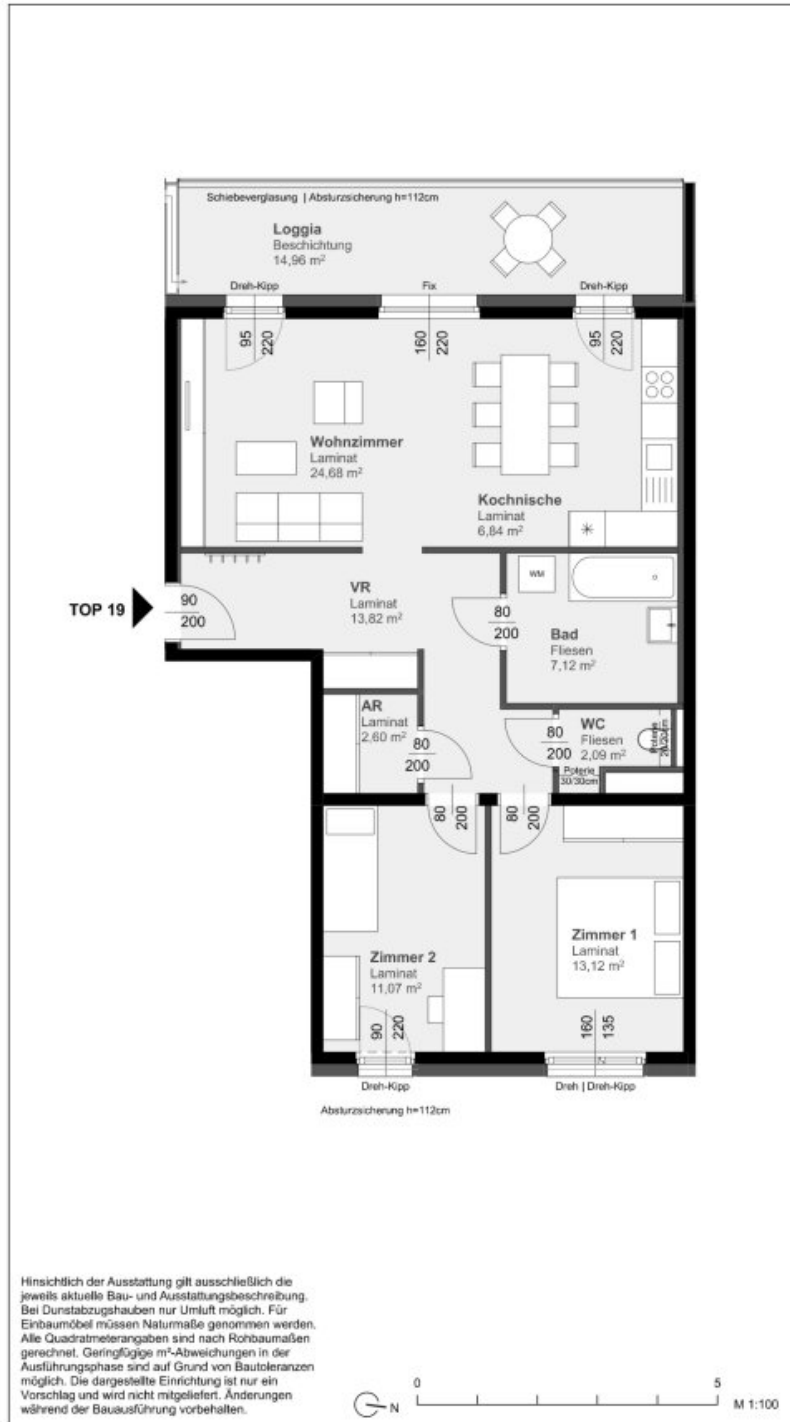 Schiebeverglasung | Absturzsicherung h=112cm
Loggia
Beschichtung
14,96 m²
Dreh-Kipp
Fix
Dreh-Kipp
95
220
160
220
95
220
Wohnzimmer
Laminat
24,68 m²
Kochnische
Laminat
6,84 m²
TOP 19
90
200
VR
Laminat
13,82 m²
WM
80
200
Bad
Fliesen
7,12 m²
AR
Laminat
2,60 m²
80
200
80
200
WC
Fliesen
2,09 m²
Poterie
20/20cm
Poterie
30/30cm
80
200
80
200
Zimmer 2
Laminat
11,07 m²
Zimmer 1
Laminat
13,12 m²
90
220
160
135
Dreh-Kipp
Dreh | Dreh-Kipp
Absturzsicherung h=112cm
Hinsichtlich der Ausstattung gilt ausschließlich die
jeweils aktuelle Bau- und Ausstattungsbeschreibung.
Bei Dunstabzugshauben nur Umluft möglich. Für
Einbaumöbel müssen Naturmaße genommen werden.
Alle Quadratmeterangaben sind nach Rohbaumaßen
gerechnet. Geringfügige m²-Abweichungen in der
Ausführungsphase sind auf Grund von Bautoleranzen
möglich. Die dargestellte Einrichtung ist nur ein
Vorschlag und wird nicht mitgeliefert. Änderungen
während der Bauausführung vorbehalten.
N
0
5
M 1:100